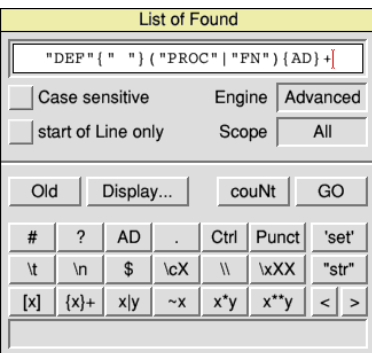 List of Found
"DEF"{" "}("PROC"|"FN"){AD}+
Case sensitive Engine Advanced
start of Line only Scope All
Old Display... couNt GO
# ? AD . Ctrl Punct 'set'
\t \n $ \cX \\ \xXX "str"
[x] {x}+ x|y ~x x*y x**y < >